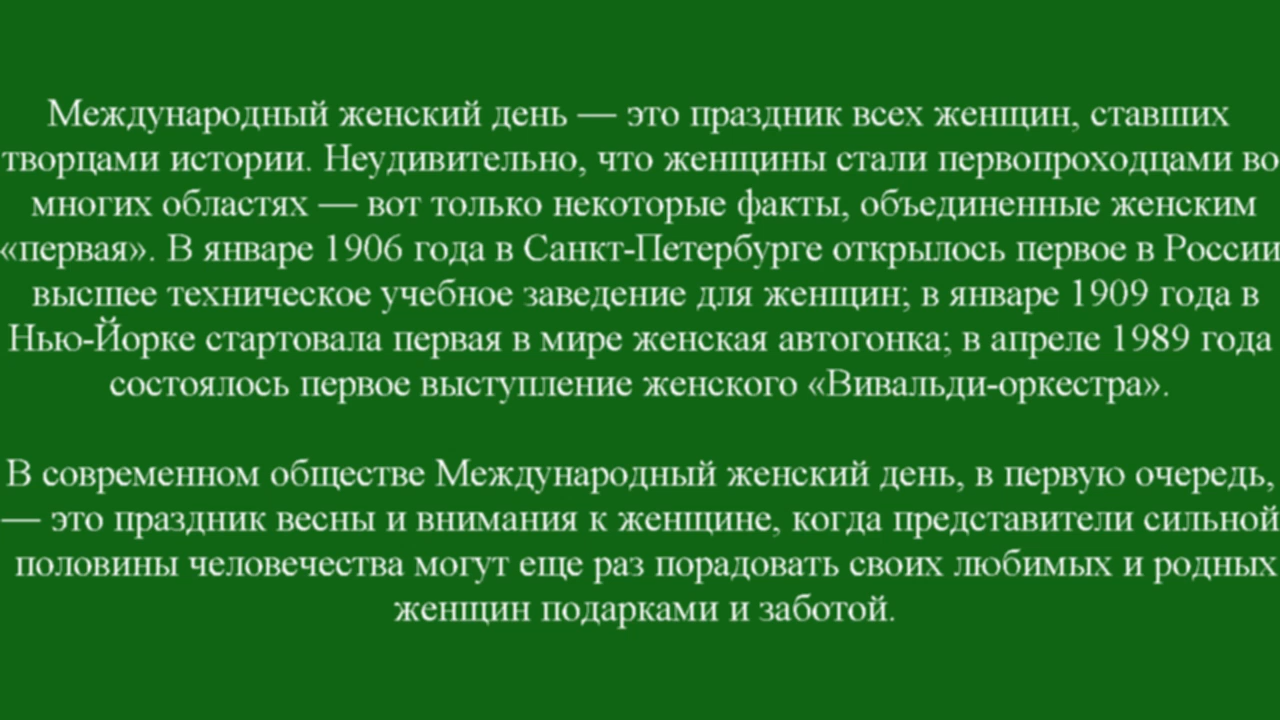 Международный женский день — это праздник всех женщин, ставших
творцами истории. Неудивительно, что женщины стали первопроходцами во
многих областях — вот только некоторые факты, объединенные женским
«первая». В январе 1906 года в Санкт-Петербурге открылось первое в России
высшее техническое учебное заведение для женщин; в январе 1909 года в
Нью-Йорке стартовала первая в мире женская автогонка; в апреле 1989 года
состоялось первое выступление женского «Вивальди-оркестра».
В современном обществе Международный женский день, в первую очередь,
— это праздник весны и внимания к женщине, когда представители сильной
половины человечества могут еще раз порадовать своих любимых и родных
женщин подарками и заботой.